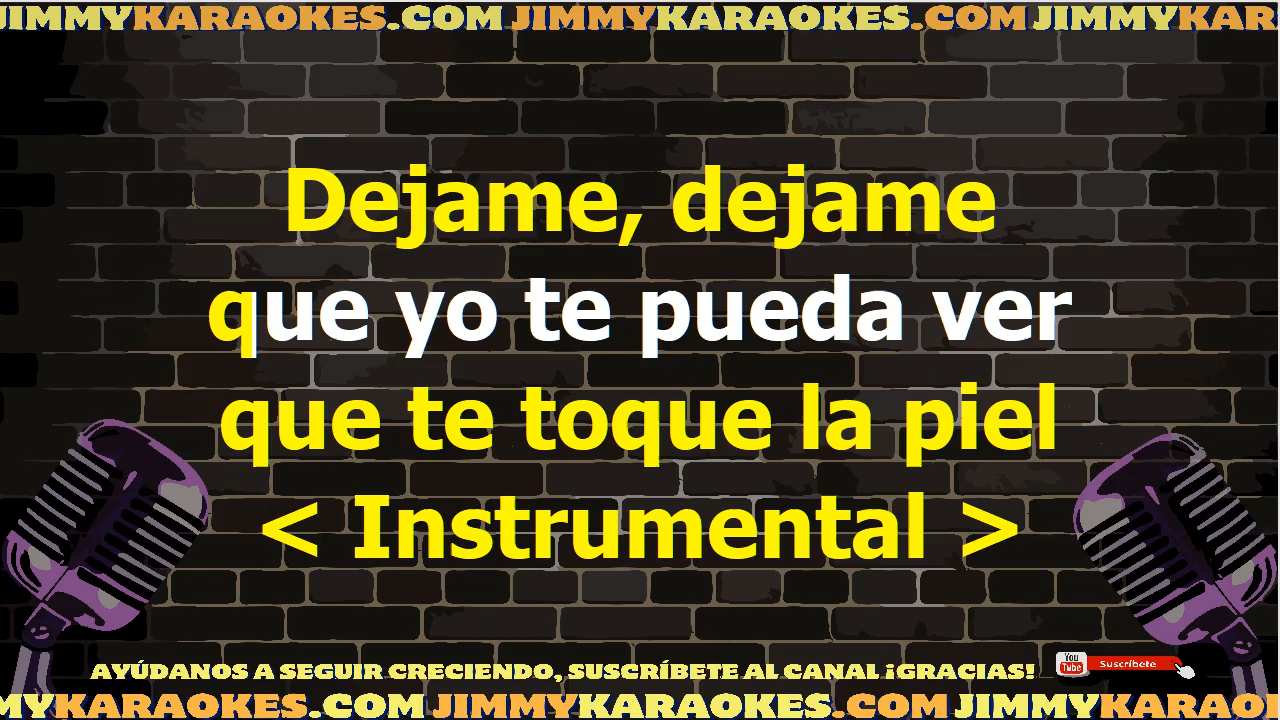 JIMMYKARAOKES.COM JIMMYKARAOKES.COM JIMMYKAR
Dejame, dejame
que yo te pueda ver
que te toque la piel
< Instrumental >
AYÚDANOS A SEGUIR CRECIENDO, SUSCRÍBETE AL CANAL ¡GRACIAS!
You Tube Suscríbete
MYKARAOKES.COM JIMMYKARAOKES.COM JIMMYKARAO